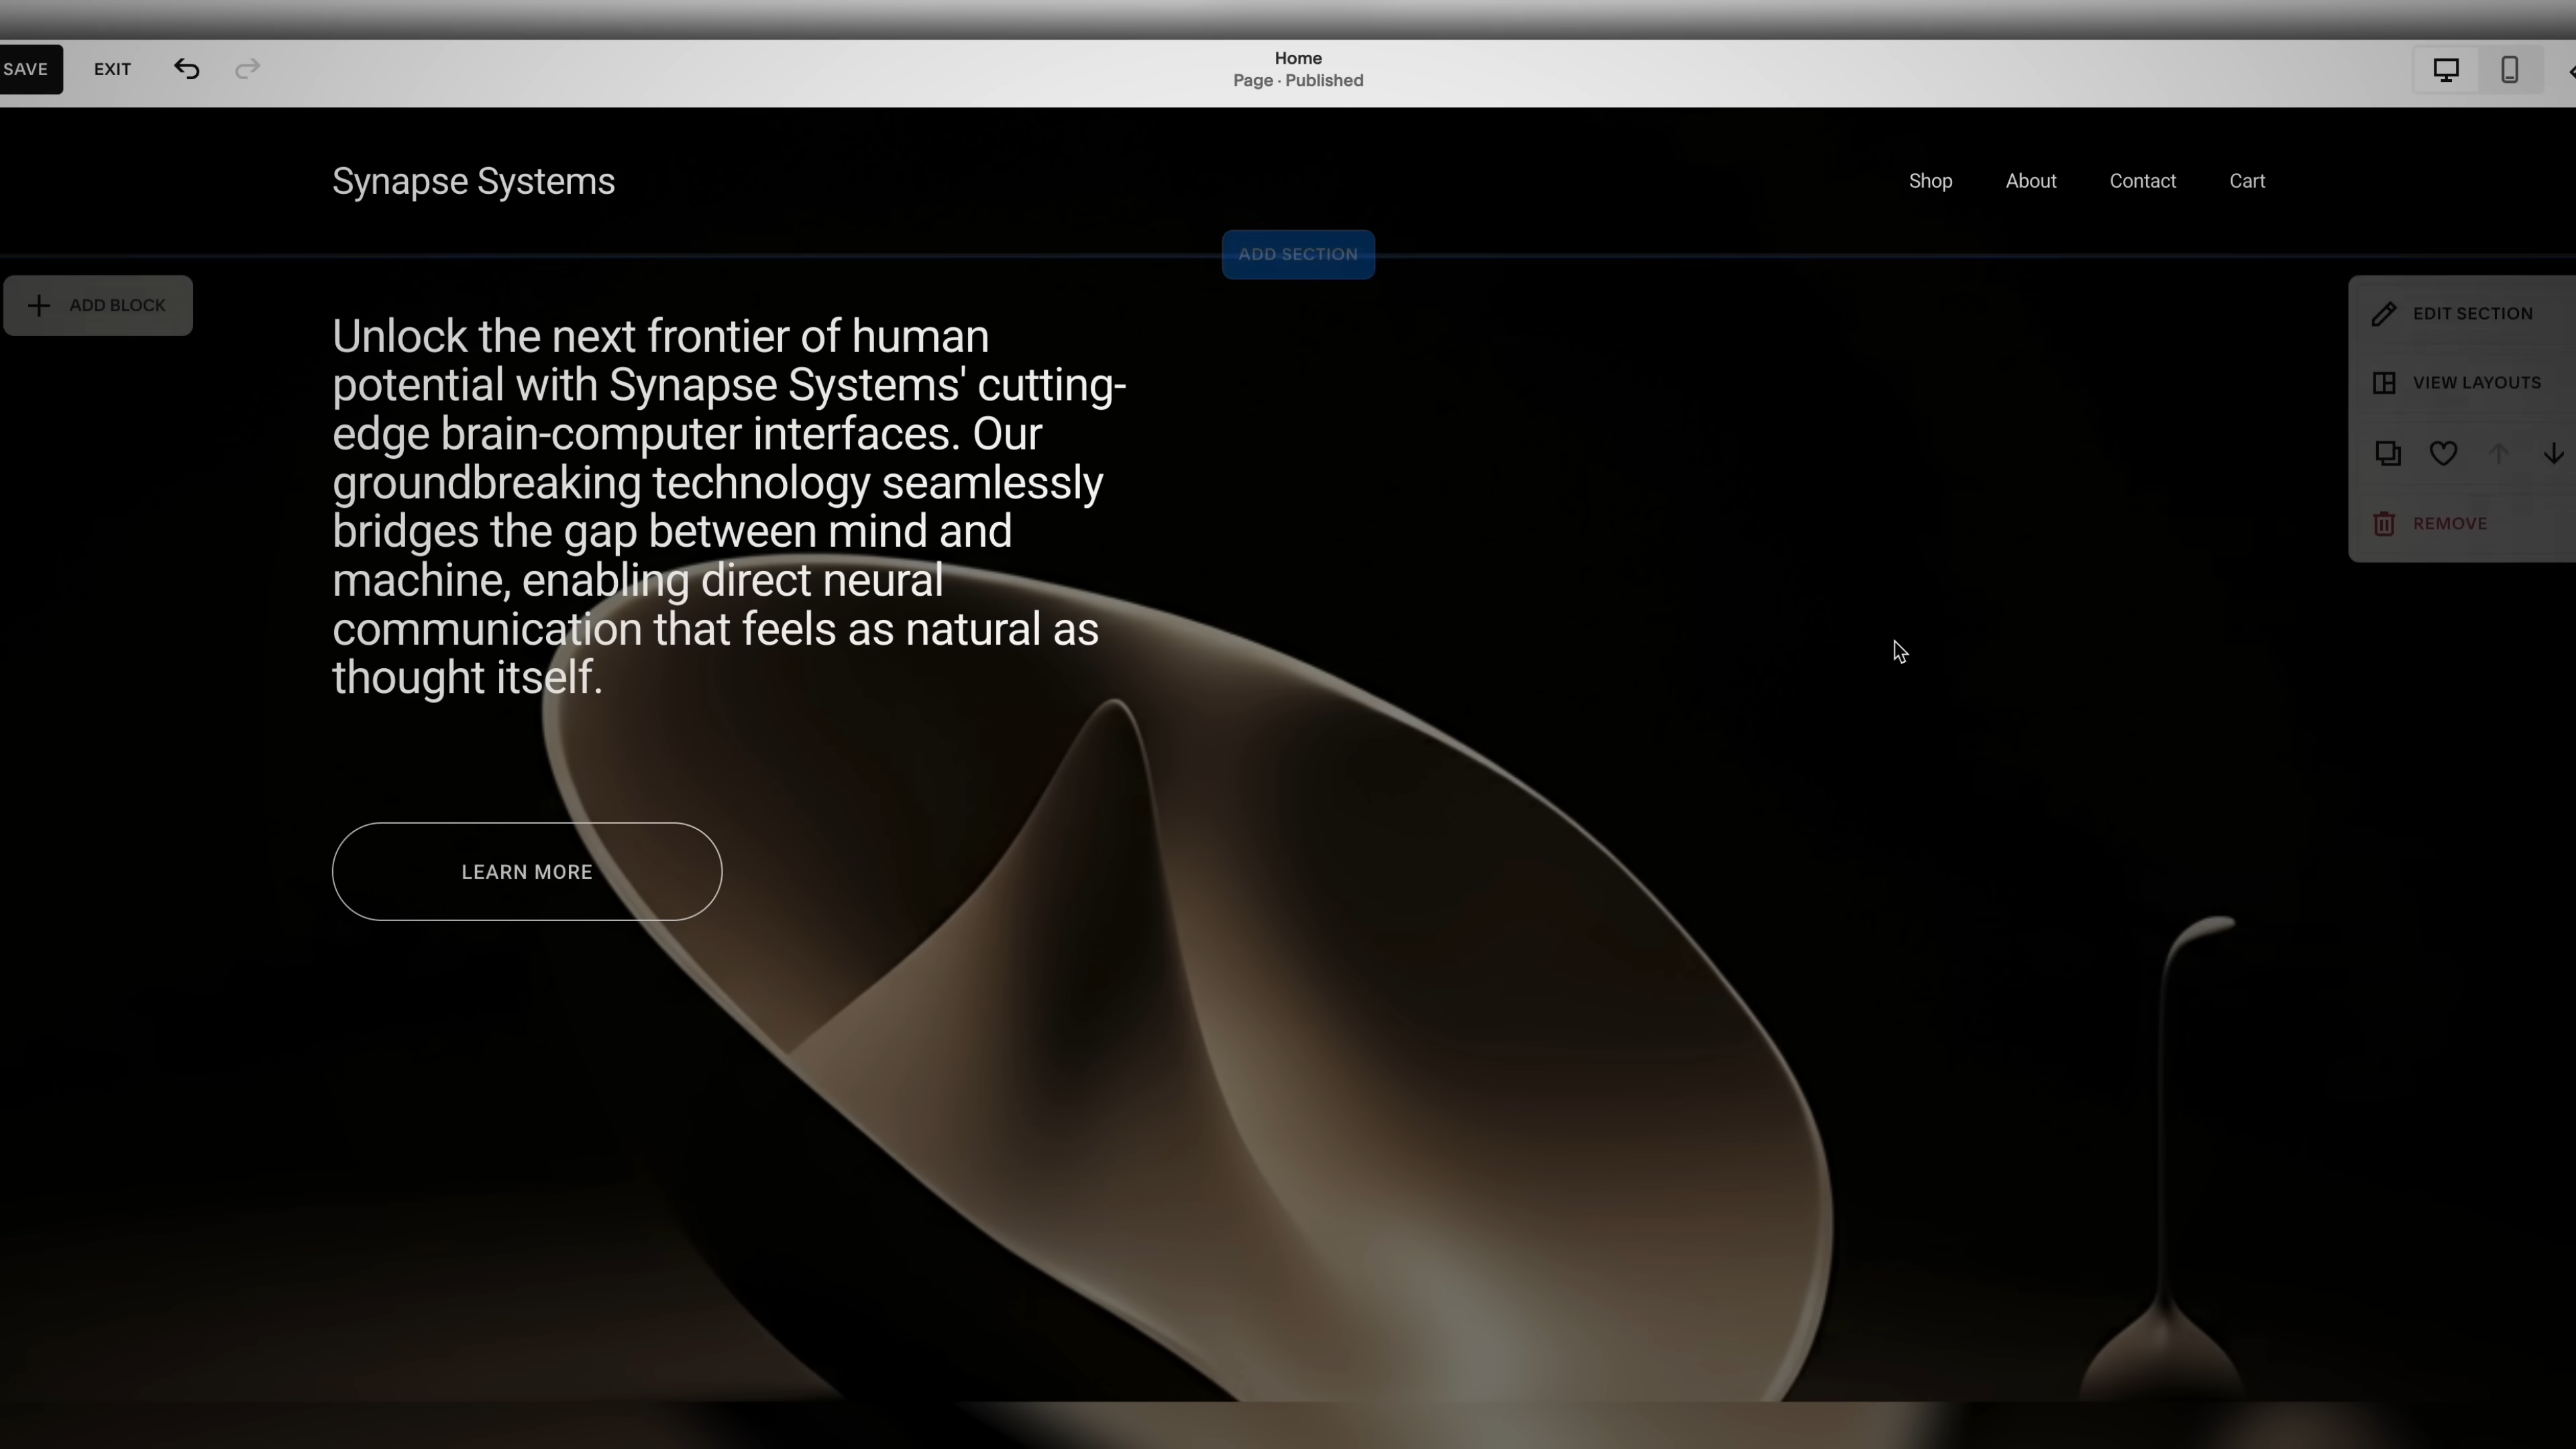 SAVE
EXIT
Home
Page · Published
Synapse Systems
Shop
About
Contact
Cart
ADD SECTION
ADD BLOCK
EDIT SECTION
VIEW LAYOUTS
REMOVE
Unlock the next frontier of human
potential with Synapse Systems' cutting-
edge brain-computer interfaces. Our
groundbreaking technology seamlessly
bridges the gap between mind and
machine, enabling direct neural
communication that feels as natural as
thought itself.
LEARN MORE